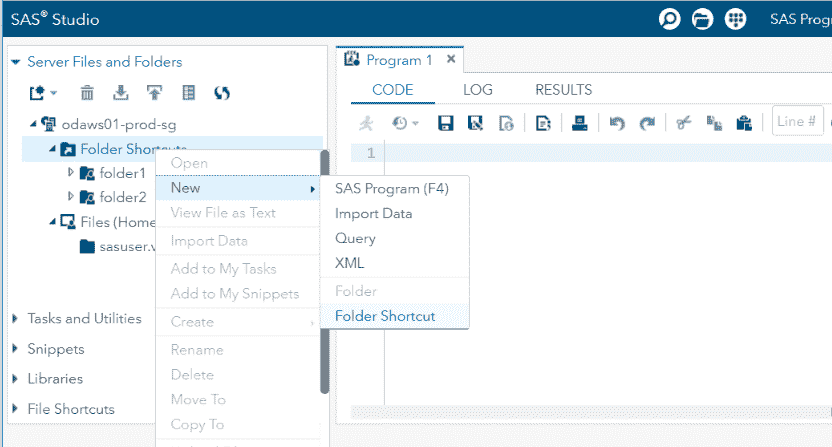 SAS® Studio
SAS Progr
Server Files and Folders
Program 1
CODE LOG RESULTS
Line #
odaws01-prod-sg
1
Folder Shortcuts
folder1
folder2
Files (Home
sasuser.v
Open
New
View File as Text
Import Data
Add to My Tasks
Add to My Snippets
Create
Rename
Delete
Move To
Copy To
SAS Program (F4)
Import Data
Query
XML
Folder
Folder Shortcut
Tasks and Utilities
Snippets
Libraries
File Shortcuts